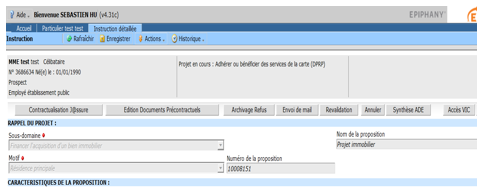 Aide . Bienvenue SEBASTIEN HU (v4.31c) EPIPHANY
Accueil Particulier test test Instruction détaillée
Instruction Rafraîchir Enregistrer Actions . Historique .
MME test test Célibataire
N° 3686634 Né(e) le : 01/01/1990
Prospect
Employé établissement public
Projet en cours : Adhérer ou bénéficier des services de la carte (DPRP)
Contractualisation J@ssure Edition Documents Précontractuels Archivage Refus Envoi de mail Revalidation Annuler Synthèse ADE Accès VIC
RAPPEL DU PROJET :
Sous-domaine
Financer l'acquisition d'un bien immobilier
Nom de la proposition
Projet immobilier
Motif
Résidence principale
Numéro de la proposition
10008151
CARACTERISTIQUES DE LA PROPOSITION :